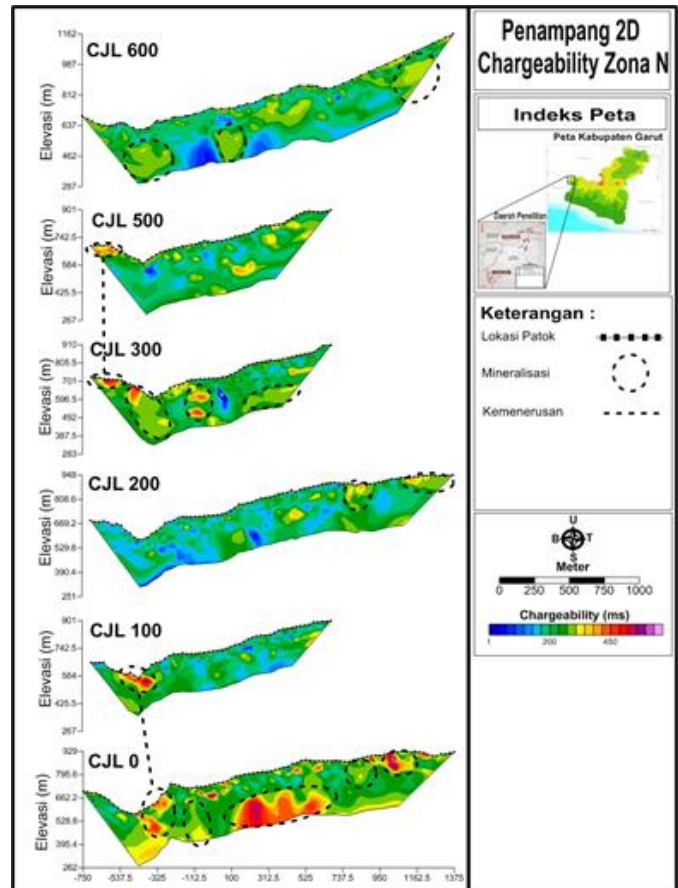 CJL 600
Elevasi (m)
1162
987
812
637
462
287
CJL 500
Elevasi (m)
901
742.5
584
425.5
267
CJL 300
Elevasi (m)
910
805.5
701
596.5
492
387.5
283
CJL 200
Elevasi (m)
948
808.6
669.2
529.8
390.4
251
CJL 100
Elevasi (m)
901
742.5
584
425.5
267
CJL 0
Elevasi (m)
929
795.6
662.2
528.8
395.4
262
-750 -537.5 -325 -112.5 100 312.5 525 737.5 950 1162.5 1375
Penampang 2D
Chargeability Zona N
Indeks Peta
Peta Kabupaten Garut
Daerah Penelitian
Keterangan :
Lokasi Patok
Mineralisasi
Kemenerusan
U
B T
S
Meter
0 250 500 750 1000
Chargeability (ms)
1 200 450